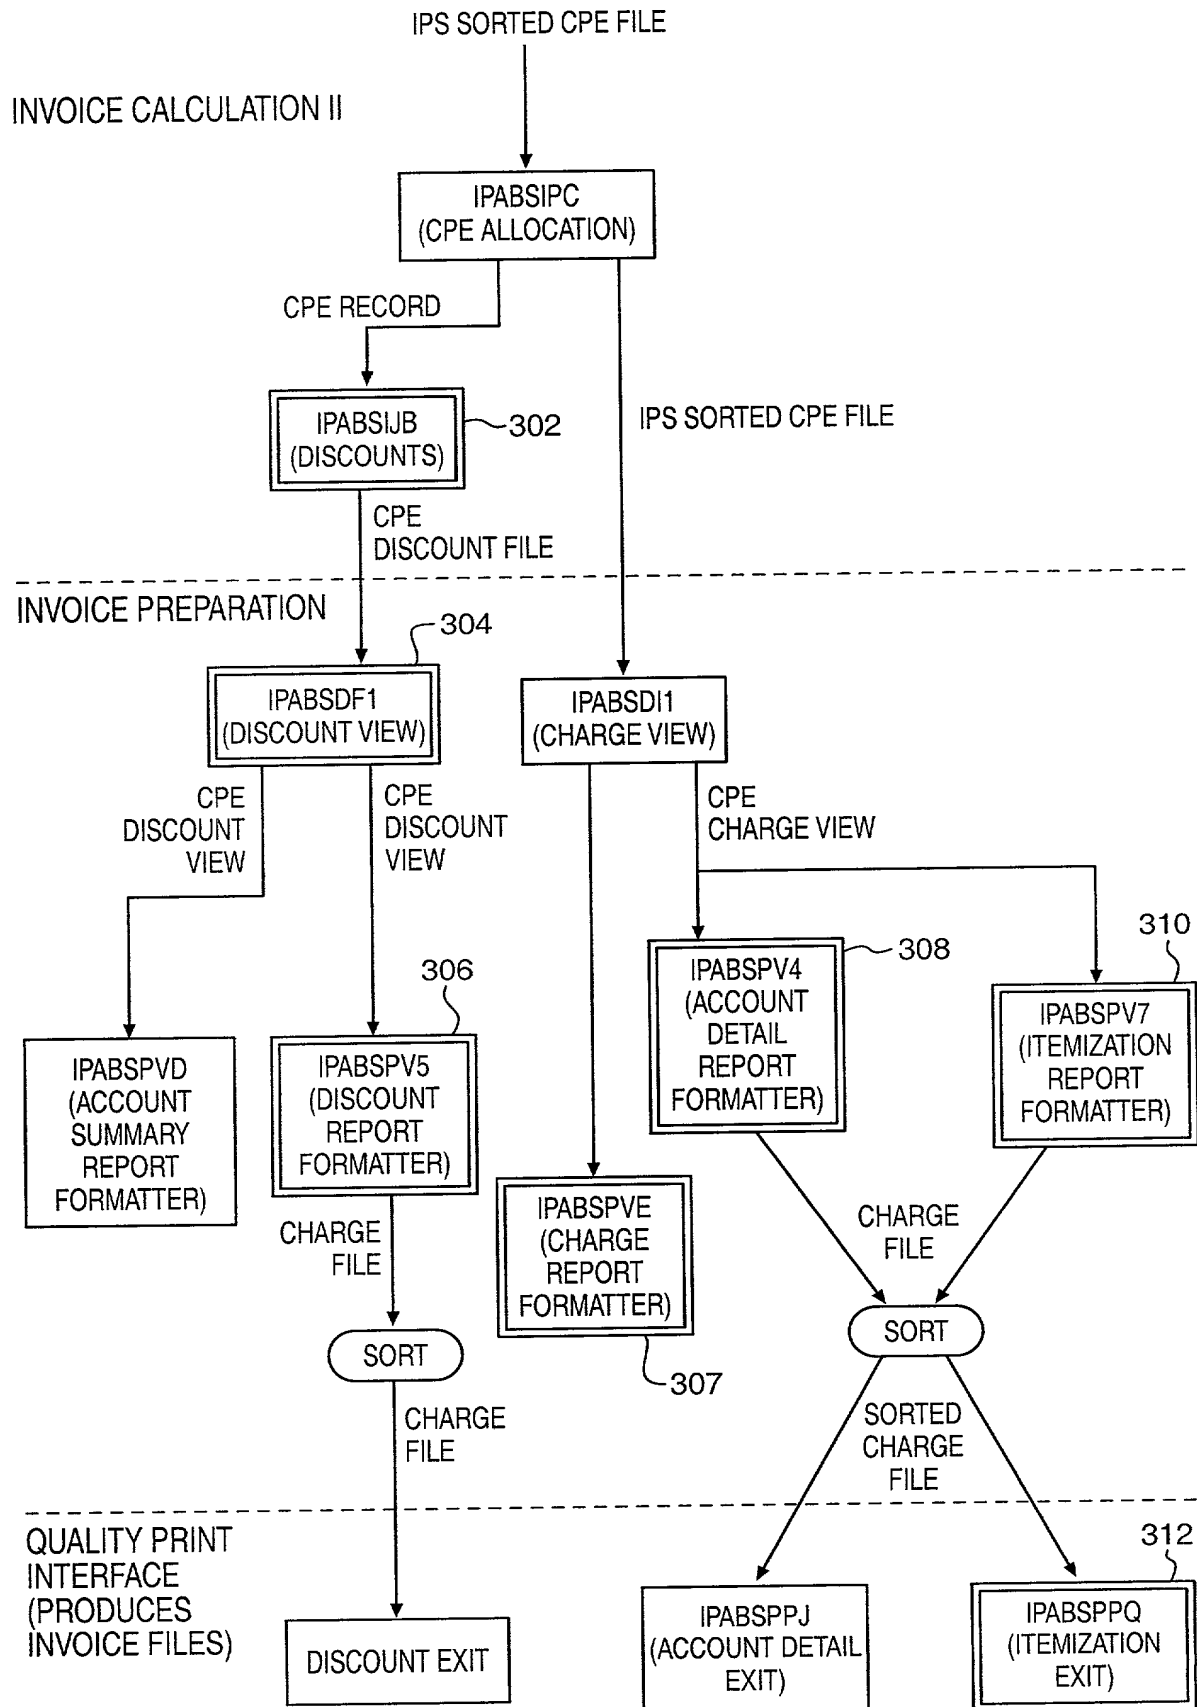 IPS SORTED CPE FILE
INVOICE CALCULATION II
IPABSIPC
(CPE ALLOCATION)
CPE RECORD
IPABSIJB
(DISCOUNTS)
302
IPS SORTED CPE FILE
CPE
DISCOUNT FILE
INVOICE PREPARATION
304
IPABSDF1
(DISCOUNT VIEW)
IPABSDI1
(CHARGE VIEW)
CPE
DISCOUNT
VIEW
CPE
DISCOUNT
VIEW
CPE
CHARGE VIEW
306
308
310
IPABSPVD
(ACCOUNT
SUMMARY
REPORT
FORMATTER)
IPABSPV5
(DISCOUNT
REPORT
FORMATTER)
IPABSPV4
(ACCOUNT
DETAIL
REPORT
FORMATTER)
IPABSPV7
(ITEMIZATION
REPORT
FORMATTER)
IPABSPVE
(CHARGE
REPORT
FORMATTER)
307
CHARGE
FILE
CHARGE
FILE
SORT
SORT
CHARGE
FILE
SORTED
CHARGE
FILE
QUALITY PRINT
INTERFACE
(PRODUCES
INVOICE FILES)
DISCOUNT EXIT
IPABSPPJ
(ACCOUNT DETAIL
EXIT)
312
IPABSPPQ
(ITEMIZATION
EXIT)